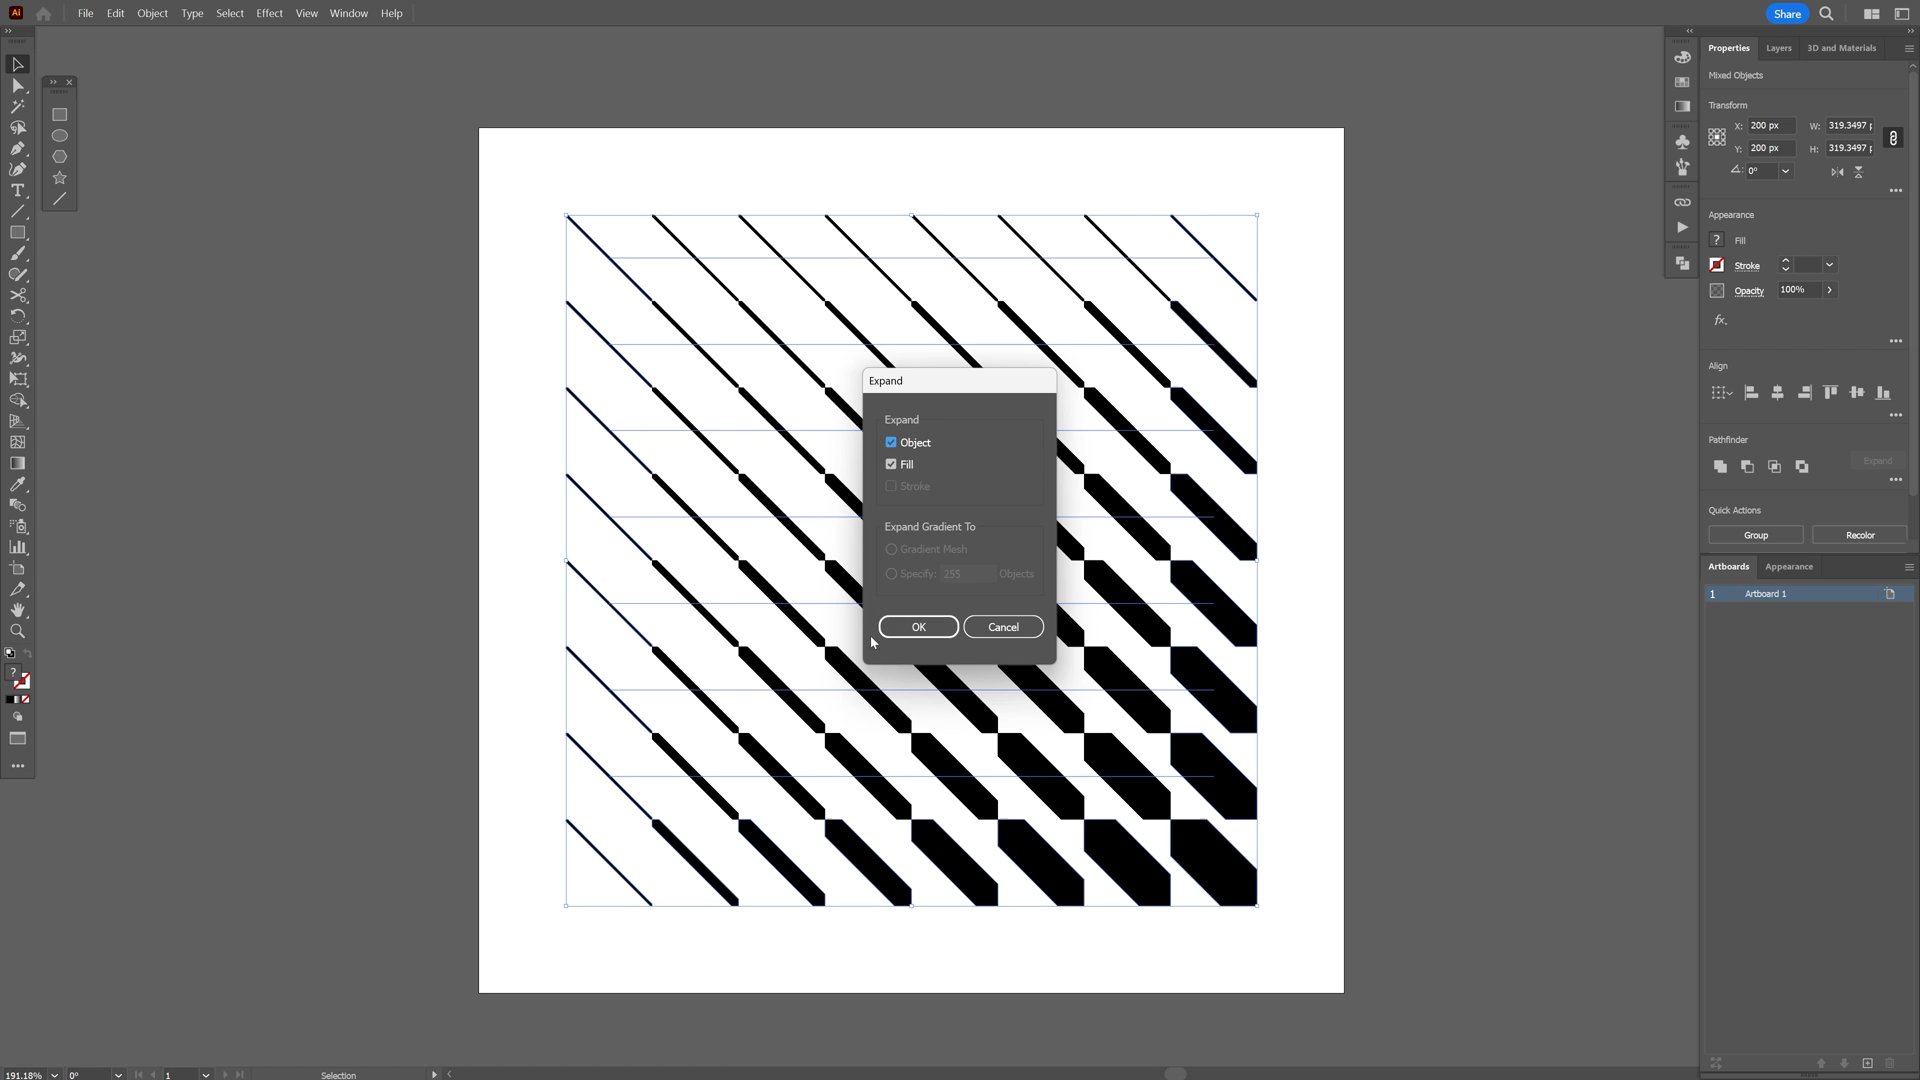 Ai File Edit Object Type Select Effect View Window Help Share
Properties Layers 3D and Materials
Mixed Objects
Transform
X: 200 px W: 319.3497 p
Y: 200 px H: 319.3497 p
0°
Appearance
? Fill
Stroke
Opacity 100%
fx.
Align
Pathfinder
Expand
Quick Actions
Group Recolor
Artboards Appearance
1 Artboard 1
Expand
Expand
Object
Fill
Stroke
Expand Gradient To
Gradient Mesh
Specify: 255 Objects
OK Cancel
T
?
191.18% 0° 1 Selection